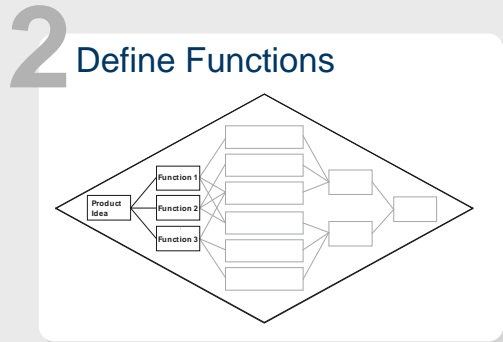 2
Define Functions
Product
Idea
Function 1
Function 2
Function 3